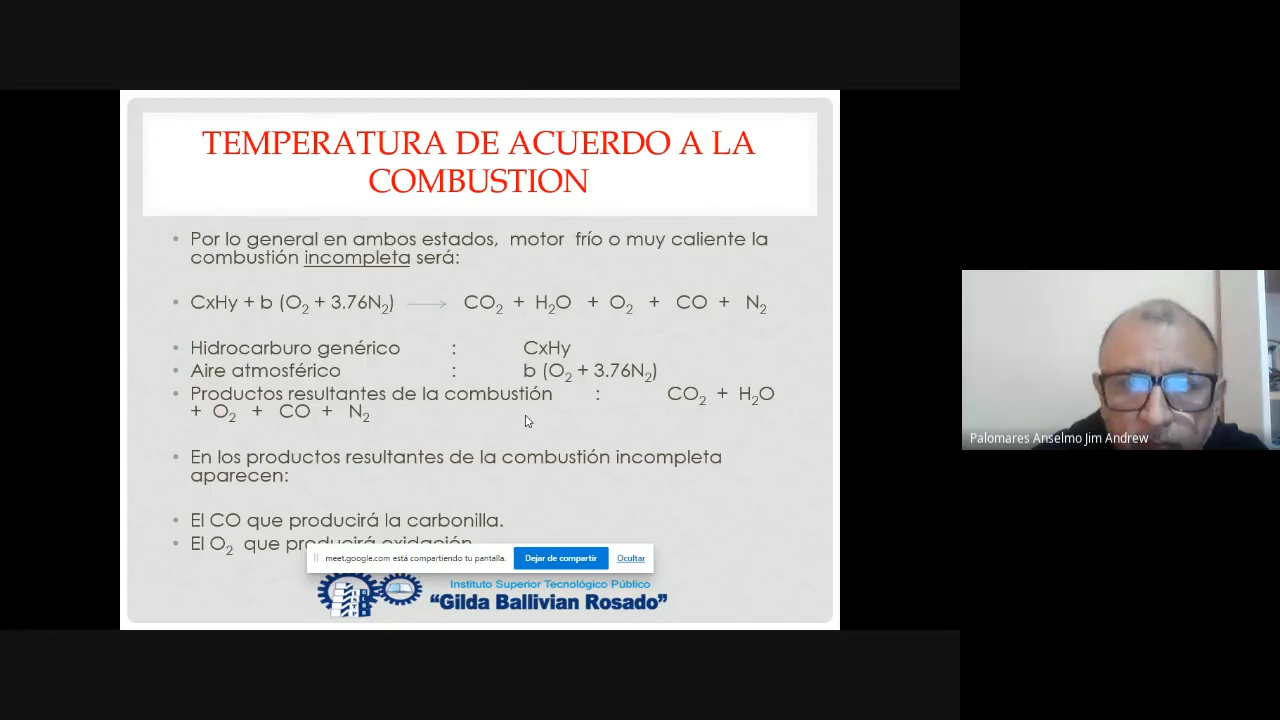 TEMPERATURA DE ACUERDO A LA
COMBUSTION
• Por lo general en ambos estados, motor frío o muy caliente la
combustión incompleta será:
• CxHy + b (O₂ + 3.76N₂) → CO₂ + H₂O + O₂ + CO + N₂
• Hidrocarburo genérico : CxHy
• Aire atmosférico : b (O₂ + 3.76N₂)
• Productos resultantes de la combustión : CO₂ + H₂O
+ O₂ + CO + N₂
• En los productos resultantes de la combustión incompleta
aparecen:
• El CO que producirá la carbonilla.
• El O₂ que producirá oxidación
meet.google.com está compartiendo tu pantalla. Dejar de compartir Ocultar
Instituto Superior Tecnológico Público
“Gilda Ballivian Rosado”
Palomares Anselmo Jim Andrew